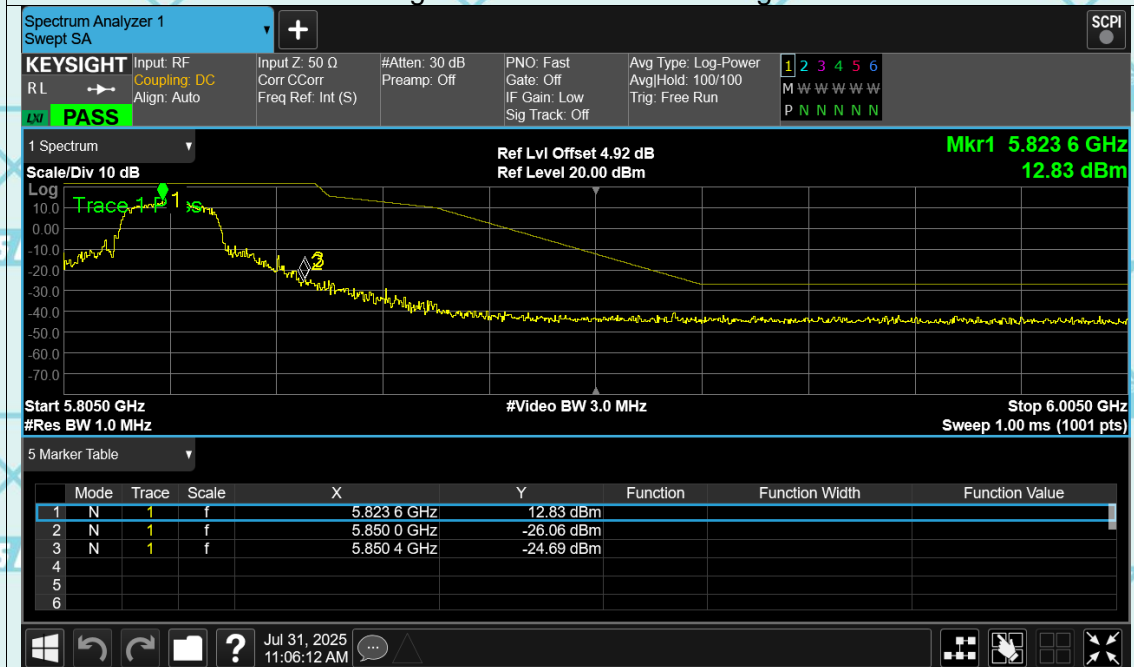 Spectrum Analyzer 1
Swept SA
+
SCPI
KEYSIGHT
RL
LXI PASS
Input: RF
Coupling: DC
Align: Auto
Input Z: 50 Ω
Corr CCorr
Freq Ref: Int (S)
#Atten: 30 dB
Preamp: Off
PNO: Fast
Gate: Off
IF Gain: Low
Sig Track: Off
Avg Type: Log-Power
Avg|Hold: 100/100
Trig: Free Run
1 2 3 4 5 6
M W W W W W
P N N N N N
1 Spectrum
Scale/Div 10 dB
Ref Lvl Offset 4.92 dB
Ref Level 20.00 dBm
Mkr1 5.823 6 GHz
12.83 dBm
Log
Trace 1 P
1
10.0
0.00
-10.0
-20.0
-30.0
-40.0
-50.0
-60.0
-70.0
Start 5.8050 GHz
#Res BW 1.0 MHz
#Video BW 3.0 MHz
Stop 6.0050 GHz
Sweep 1.00 ms (1001 pts)
5 Marker Table
Mode Trace Scale X Y Function Function Width Function Value
1 N 1 f 5.823 6 GHz 12.83 dBm
2 N 1 f 5.850 0 GHz -26.06 dBm
3 N 1 f 5.850 4 GHz -24.69 dBm
4
5
6
?
Jul 31, 2025
11:06:12 AM